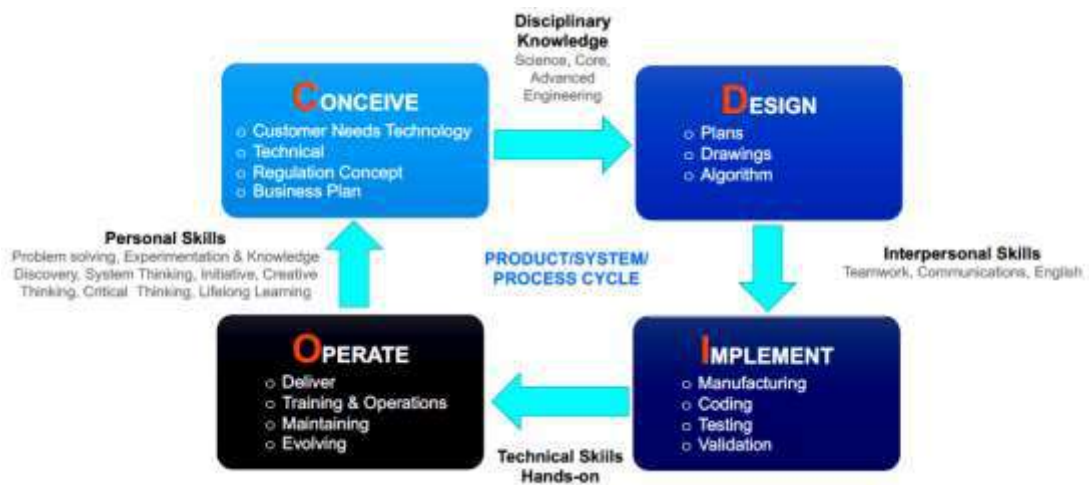 Disciplinary
Knowledge
Science, Core,
Advanced
Engineering
CONCEIVE
o Customer Needs Technology
o Technical
o Regulation Concept
o Business Plan
DESIGN
o Plans
o Drawings
o Algorithm
Personal Skills
Problem solving, Experimentation & Knowledge
Discovery, System Thinking, Initiative, Creative
Thinking, Critical Thinking, Lifelong Learning
PRODUCT/SYSTEM/
PROCESS CYCLE
Interpersonal Skills
Teamwork, Communications, English
OPERATE
o Deliver
o Training & Operations
o Maintaining
o Evolving
IMPLEMENT
o Manufacturing
o Coding
o Testing
o Validation
Technical Skills
Hands-on